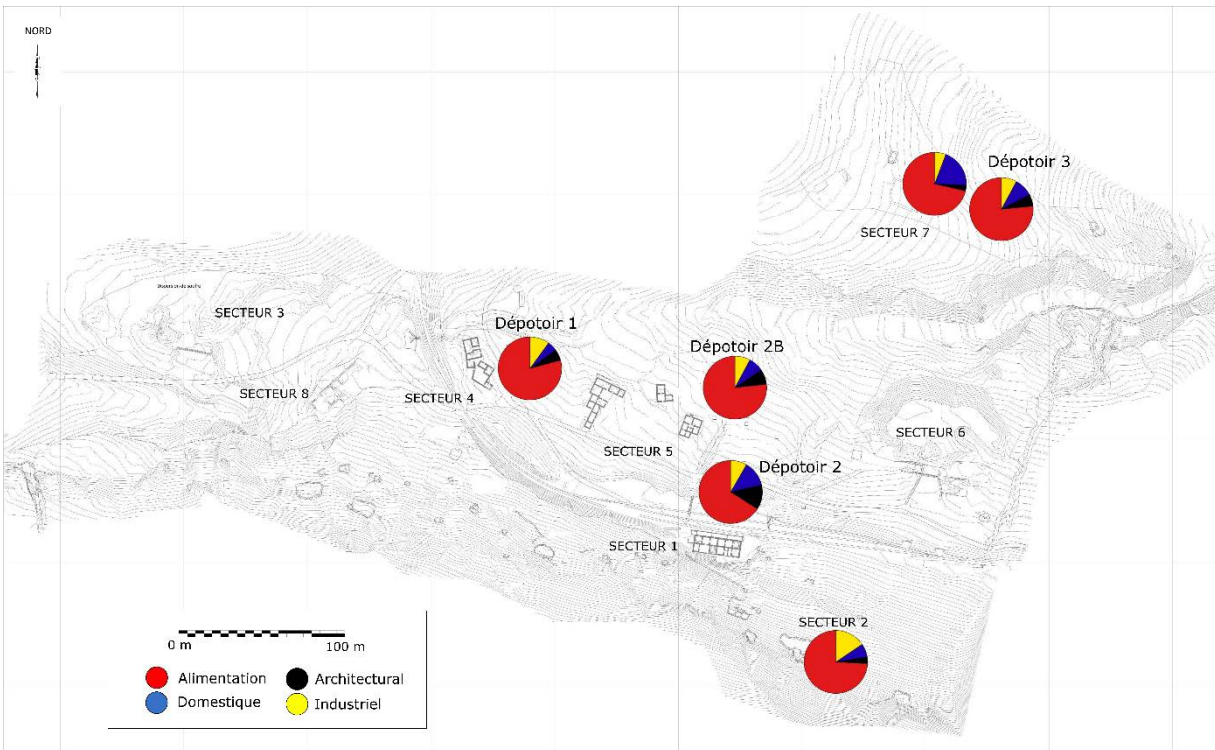 NORD
Dépotoir 3
SECTEUR 7
SECTEUR 3
Dépotoir 1
Dépotoir 2B
SECTEUR 8
SECTEUR 4
SECTEUR 6
SECTEUR 5
Dépotoir 2
SECTEUR 1
SECTEUR 2
0 m 100 m
Alimentation Architectural
Domestique Industriel